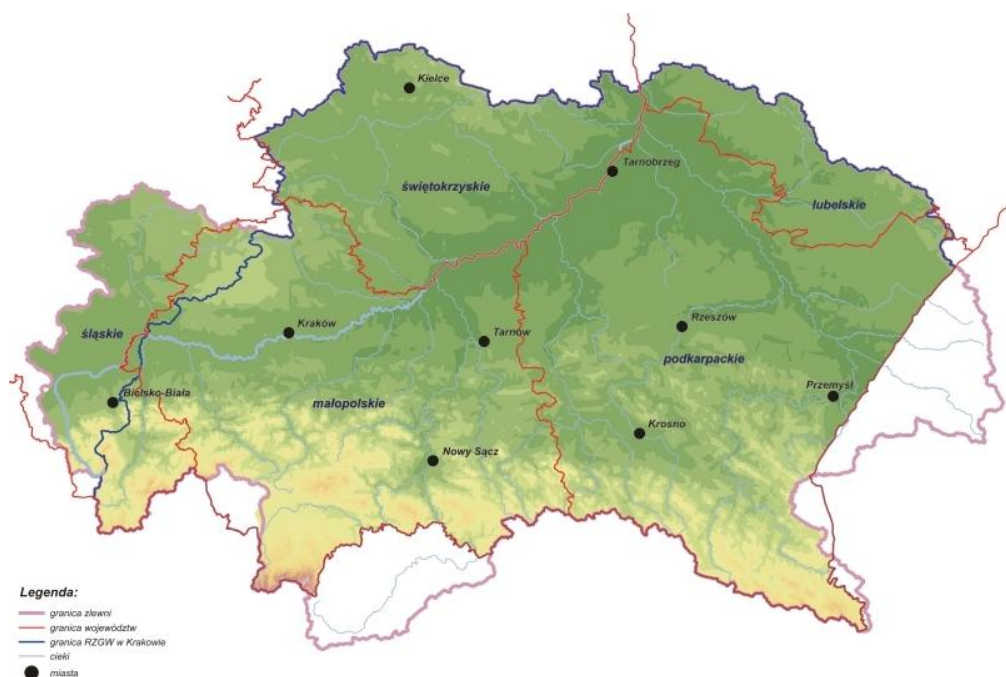 Kielce
Tarnobrzeg
świętokrzyskie
lubelskie
Kraków
Tarnów
Rzeszów
śląskie
podkarpackie
Bielsko-Biała
małopolskie
Przemyśl
Krosno
Nowy Sącz
Legenda:
granica zlewni
granica województw
granica RZGW w Krakowie
cieki
miasta